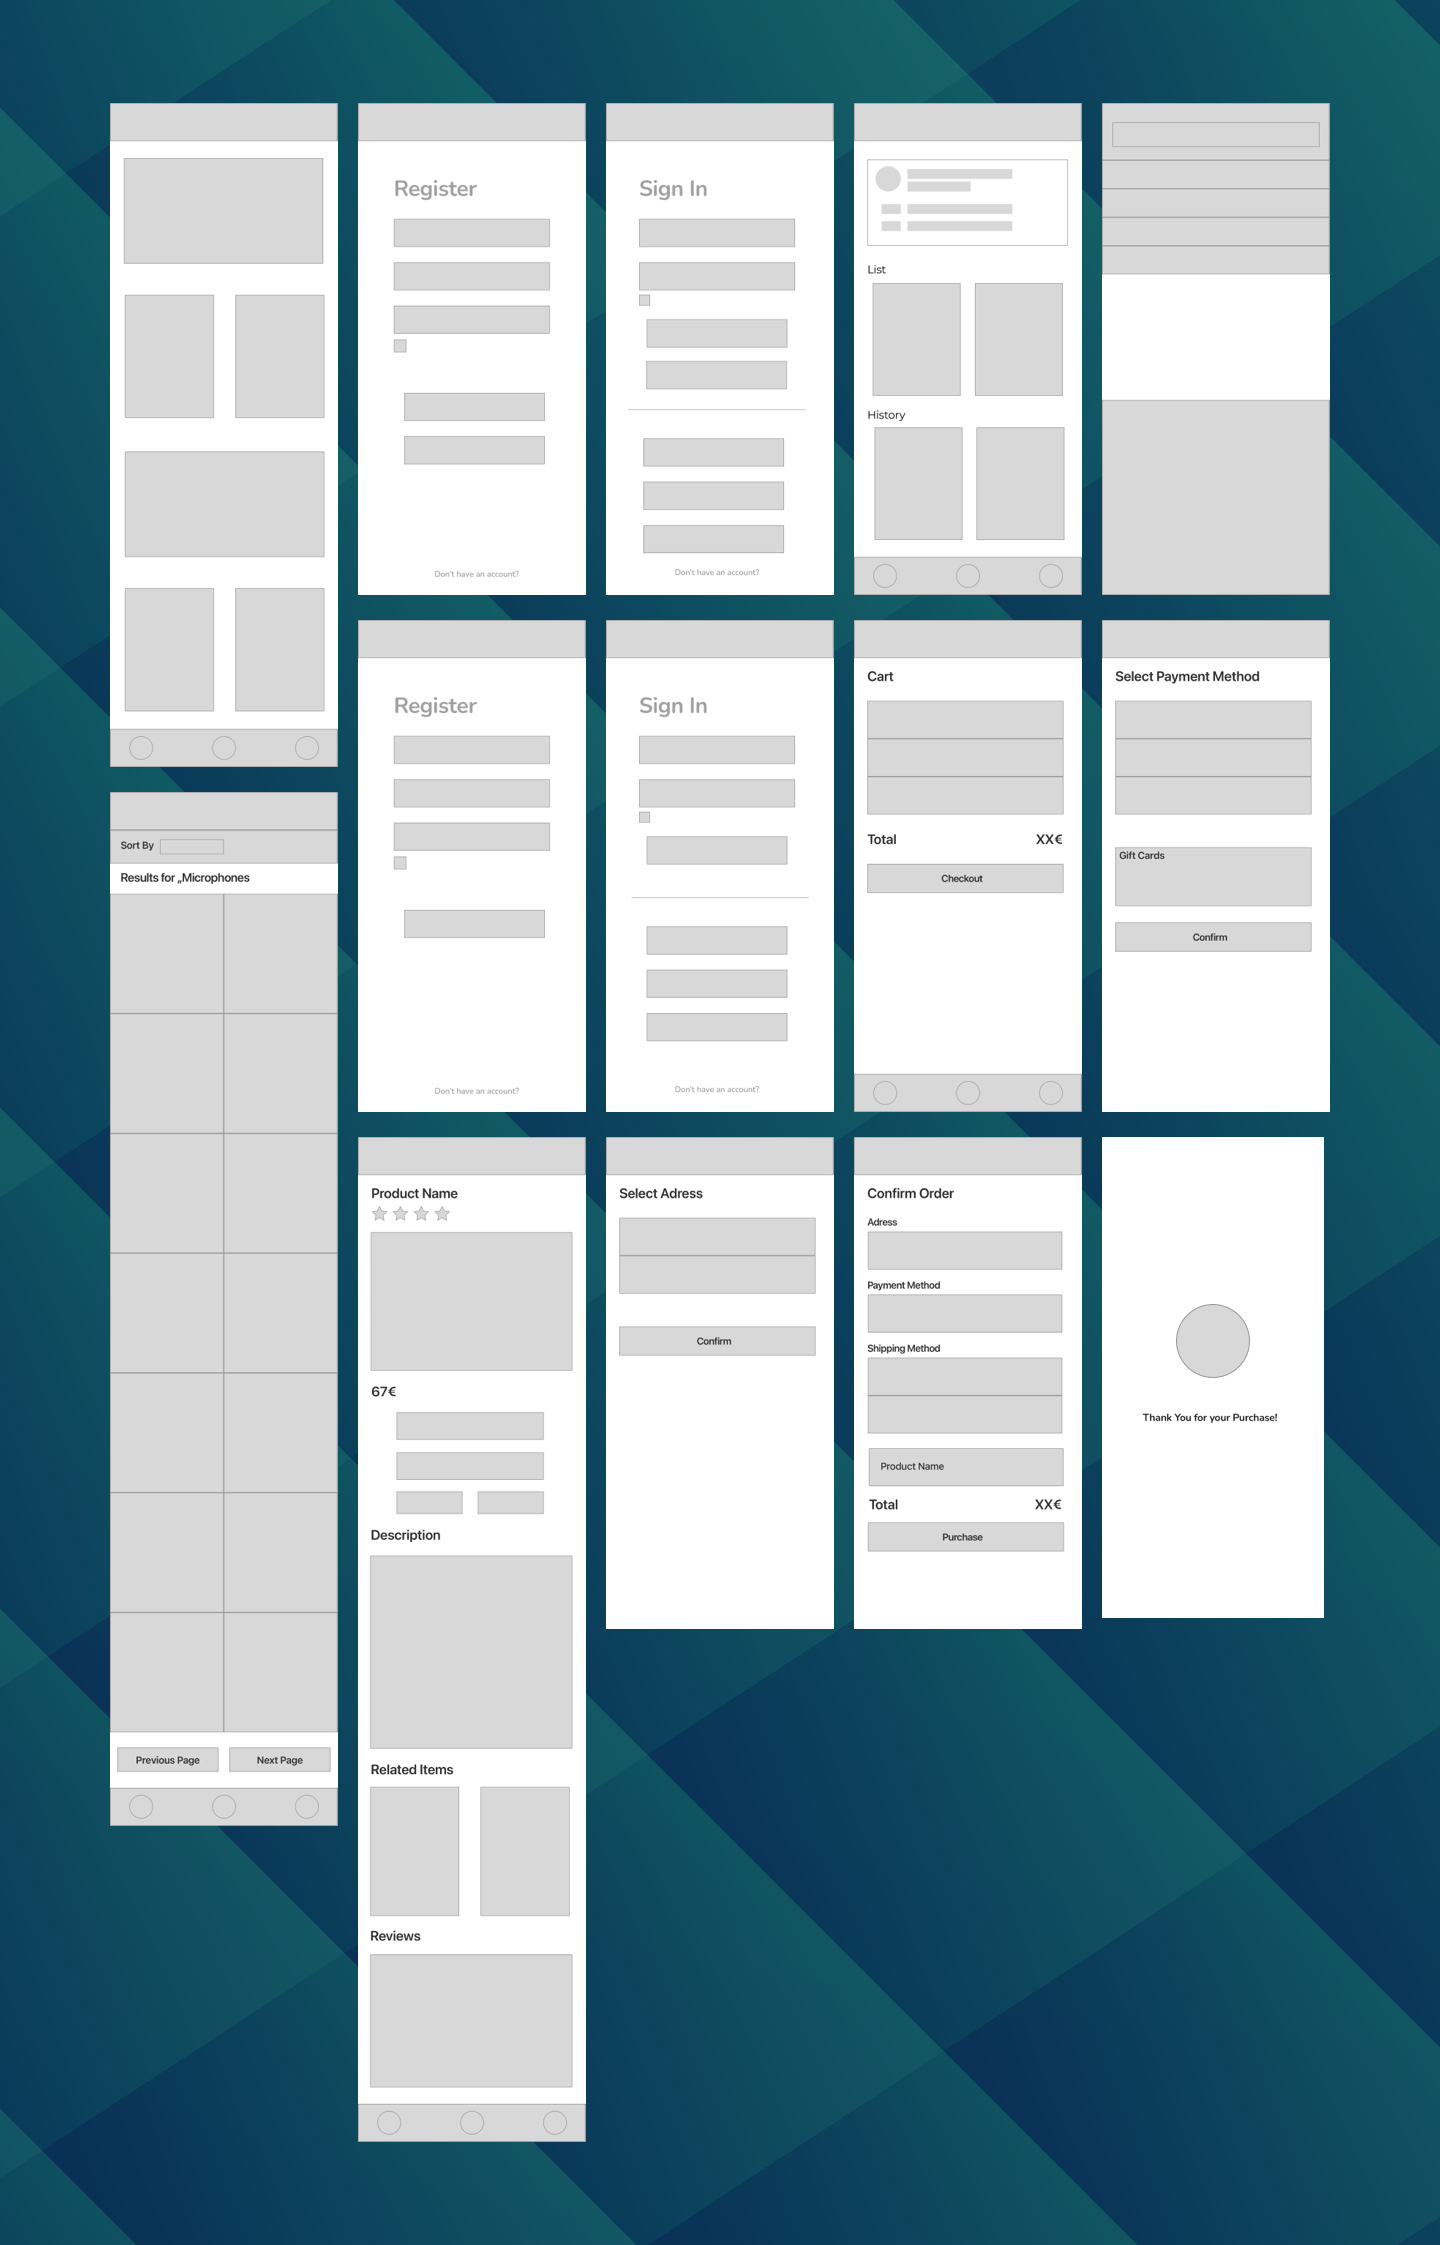 Register
Don't have an account?
Sign In
Don't have an account?
List
History
Register
Don't have an account?
Sign In
Don't have an account?
Cart
Total XX€
Checkout
Select Payment Method
Gift Cards
Confirm
Sort By
Results for „Microphones
Previous Page Next Page
Product Name
67€
Description
Related Items
Reviews
Select Adress
Confirm
Confirm Order
Adress
Payment Method
Shipping Method
Product Name
Total XX€
Purchase
Thank You for your Purchase!